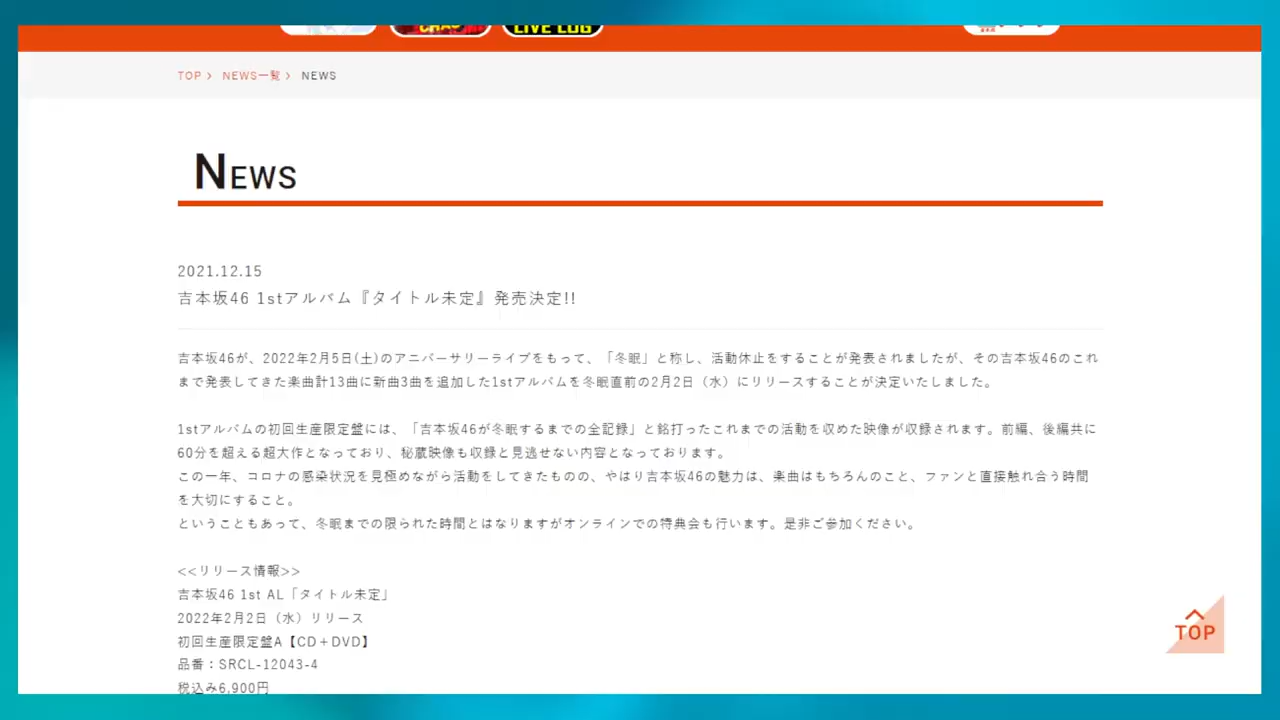 LIVE LOG
TOP > NEWS一覧 > NEWS
NEWS
2021.12.15
吉本坂46 1stアルバム『タイトル未定』発売決定!!
吉本坂46が、2022年2月5日(土)のアニバーサリーライブをもって、「冬眠」と称し、活動休止をすることが発表されましたが、その吉本坂46のこれ
まで発表してきた楽曲計13曲に新曲3曲を追加した1stアルバムを冬眠直前の2月2日（水）にリリースすることが決定いたしました。
1stアルバムの初回生産限定盤には、「吉本坂46が冬眠するまでの全記録」と銘打ったこれまでの活動を収めた映像が収録されます。前編、後編共に
60分を超える超大作となっており、秘蔵映像も収録と見逃せない内容となっております。
この一年、コロナの感染状況を見極めながら活動をしてきたものの、やはり吉本坂46の魅力は、楽曲はもちろんのこと、ファンと直接触れ合う時間
を大切にすること。
ということもあって、冬眠までの限られた時間とはなりますがオンラインでの特典会も行います。是非ご参加ください。
<<リリース情報>>
吉本坂46 1st AL「タイトル未定」
2022年2月2日（水）リリース
初回生産限定盤A【CD＋DVD】
品番：SRCL-12043-4
税込み6,900円
TOP